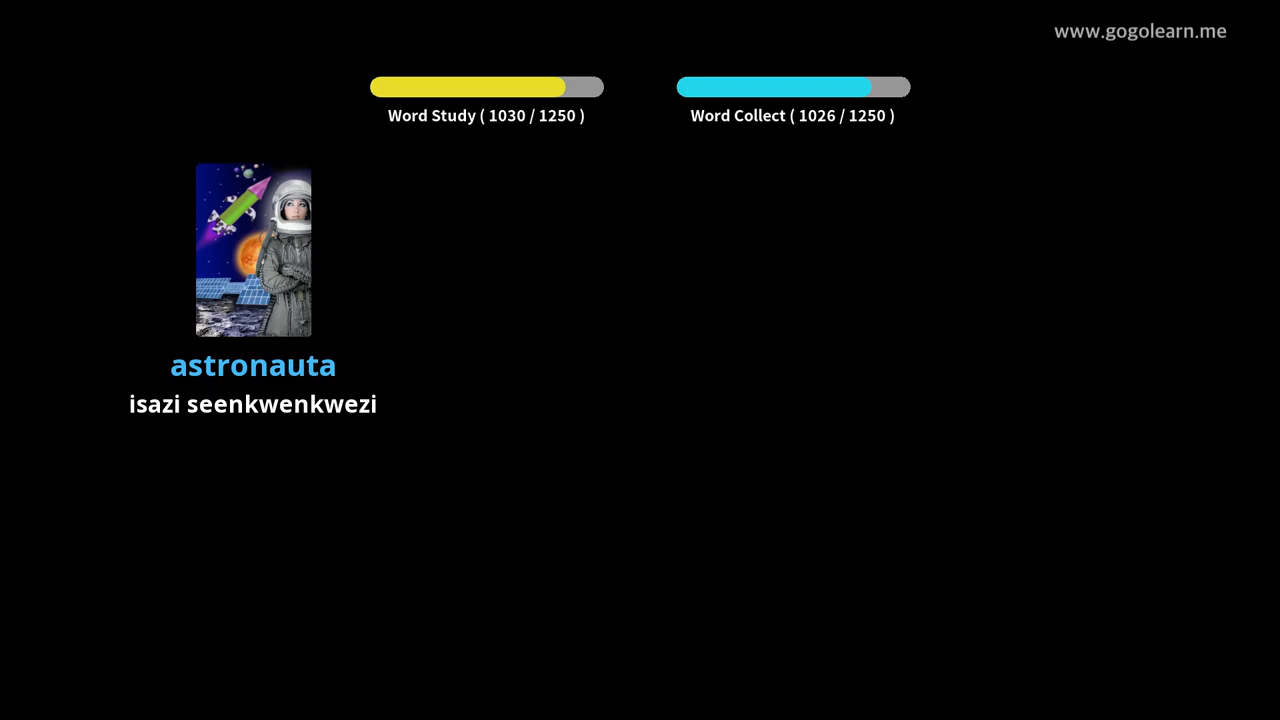 www.gogolearn.me
Word Study ( 1030 / 1250 )
Word Collect ( 1026 / 1250 )
astronauta
isazi seenkwenkwezi